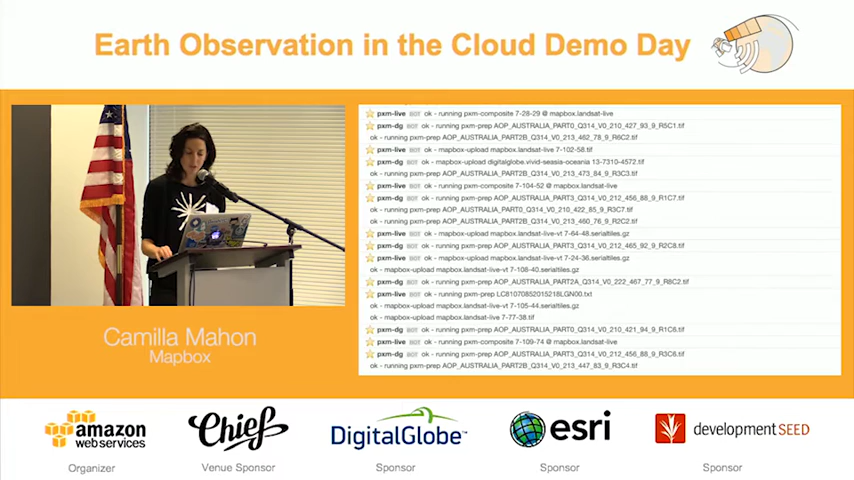 Earth Observation in the Cloud Demo Day
pxm-live BOT ok - running pxm-composite 7-28-29 @ mapbox.landsat-live
pxm-dg BOT ok - running pxm-prep AOP_AUSTRALIA_PART0_Q314_V0_210_427_93_9_R5C1.tif
ok - running pxm-prep AOP_AUSTRALIA_PART2B_Q314_V0_213_462_78_9_R6C2.tif
pxm-live BOT ok - mapbox-upload mapbox.landsat-live 7-102-58.tif
pxm-dg BOT ok - mapbox-upload digitalglobe.vivid-seasia-oceania 13-7310-4572.tif
ok - running pxm-prep AOP_AUSTRALIA_PART2B_Q314_V0_213_473_84_9_R3C3.tif
pxm-live BOT ok - running pxm-composite 7-104-52 @ mapbox.landsat-live
pxm-dg BOT ok - running pxm-prep AOP_AUSTRALIA_PART3_Q314_V0_212_456_88_9_R1C7.tif
ok - running pxm-prep AOP_AUSTRALIA_PART0_Q314_V0_210_422_85_9_R3C7.tif
ok - running pxm-prep AOP_AUSTRALIA_PART2B_Q314_V0_213_460_76_9_R2C2.tif
pxm-live BOT ok - mapbox-upload mapbox.landsat-live-vt 7-64-48.serialtiles.gz
pxm-dg BOT ok - running pxm-prep AOP_AUSTRALIA_PART3_Q314_V0_212_465_92_9_R2C8.tif
pxm-live BOT ok - mapbox-upload mapbox.landsat-live-vt 7-24-36.serialtiles.gz
ok - mapbox-upload mapbox.landsat-live-vt 7-108-40.serialtiles.gz
pxm-dg BOT ok - running pxm-prep AOP_AUSTRALIA_PART2A_Q314_V0_222_467_77_9_R8C2.tif
pxm-live BOT ok - running pxm-prep LC81070852015218LGN00.txt
ok - mapbox-upload mapbox.landsat-live-vt 7-105-44.serialtiles.gz
ok - mapbox-upload mapbox.landsat-live 7-77-38.tif
pxm-dg BOT ok - running pxm-prep AOP_AUSTRALIA_PART0_Q314_V0_210_421_94_9_R1C6.tif
pxm-live BOT ok - running pxm-composite 7-109-74 @ mapbox.landsat-live
pxm-dg BOT ok - running pxm-prep AOP_AUSTRALIA_PART3_Q314_V0_212_456_88_9_R3C6.tif
ok - running pxm-prep AOP_AUSTRALIA_PART2B_Q314_V0_213_447_83_9_R3C4.tif
Camilla Mahon
Mapbox
amazon
web services
Organizer
Chief
Venue Sponsor
DigitalGlobe™
Sponsor
esri
Sponsor
developmentSEED
Sponsor